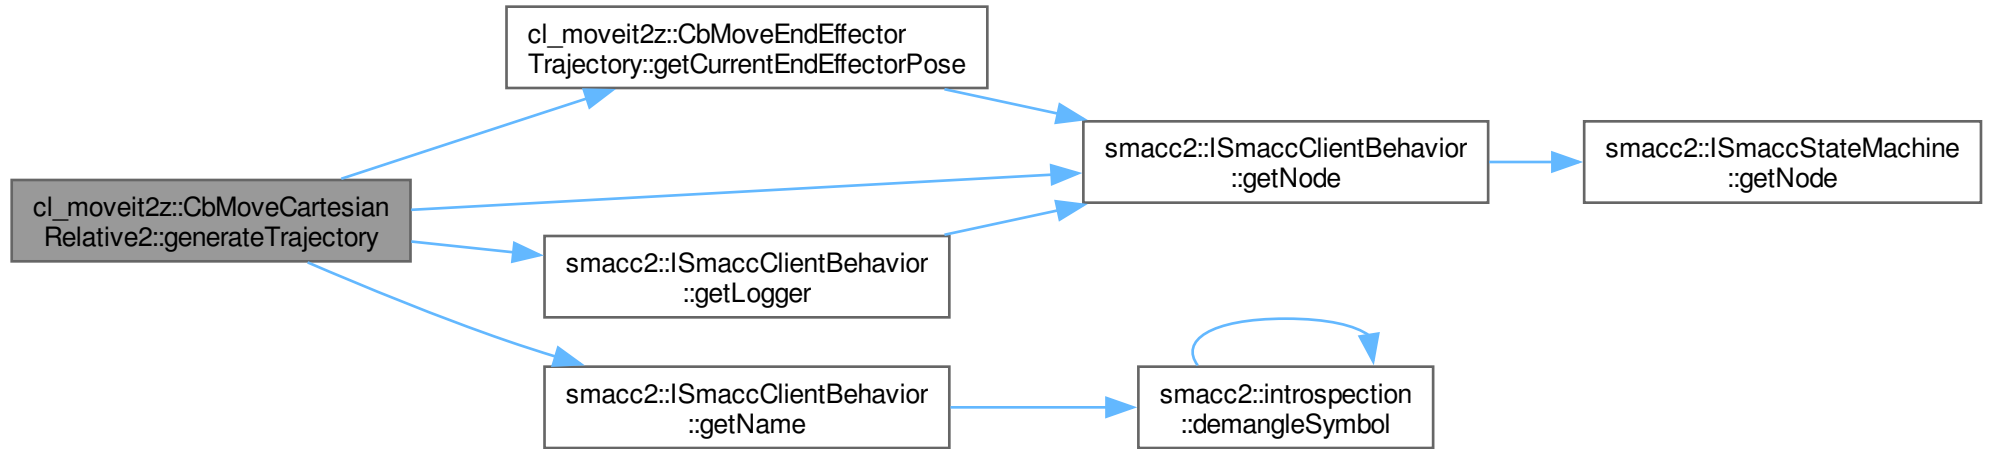 cl_moveit2z::CbMoveEndEffector
Trajectory::getCurrentEndEffectorPose
smacc2::ISmaccClientBehavior
::getNode
smacc2::ISmaccStateMachine
::getNode
cl_moveit2z::CbMoveCartesian
Relative2::generateTrajectory
smacc2::ISmaccClientBehavior
::getLogger
smacc2::ISmaccClientBehavior
::getName
smacc2::introspection
::demangleSymbol